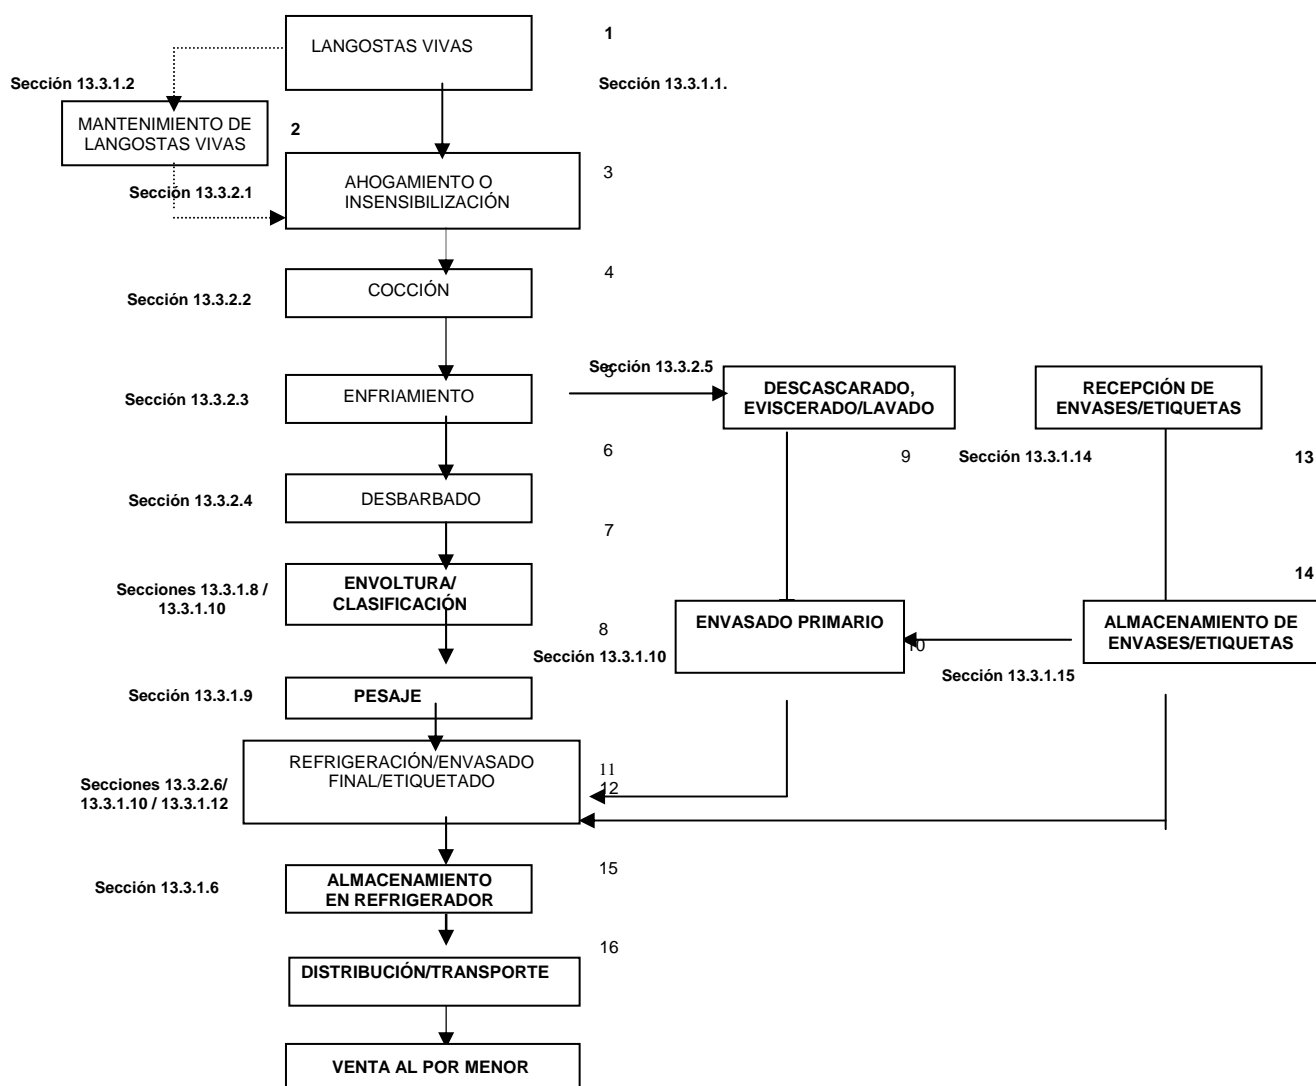 LANGOSTAS VIVAS
1
Sección 13.3.1.2
Sección 13.3.1.1.
MANTENIMIENTO DE
LANGOSTAS VIVAS
2
AHOGAMIENTO O
INSENSIBILIZACIÓN
3
Sección 13.3.2.1
COCCIÓN
4
Sección 13.3.2.2
Sección 13.3.2.5
5
ENFRIAMIENTO
Sección 13.3.2.3
DESCASCARADO,
EVISCERADO/LAVADO
RECEPCIÓN DE
ENVASES/ETIQUETAS
6
9
Sección 13.3.1.14
13
DESBARBADO
Sección 13.3.2.4
7
14
Secciones 13.3.1.8 /
13.3.1.10
ENVOLTURA/
CLASIFICACIÓN
8
Sección 13.3.1.10
ENVASADO PRIMARIO
10
ALMACENAMIENTO DE
ENVASES/ETIQUETAS
Sección 13.3.1.15
Sección 13.3.1.9
PESAJE
REFRIGERACIÓN/ENVASADO
FINAL/ETIQUETADO
11
12
Secciones 13.3.2.6/
13.3.1.10 / 13.3.1.12
15
Sección 13.3.1.6
ALMACENAMIENTO
EN REFRIGERADOR
16
DISTRIBUCIÓN/TRANSPORTE
VENTA AL POR MENOR